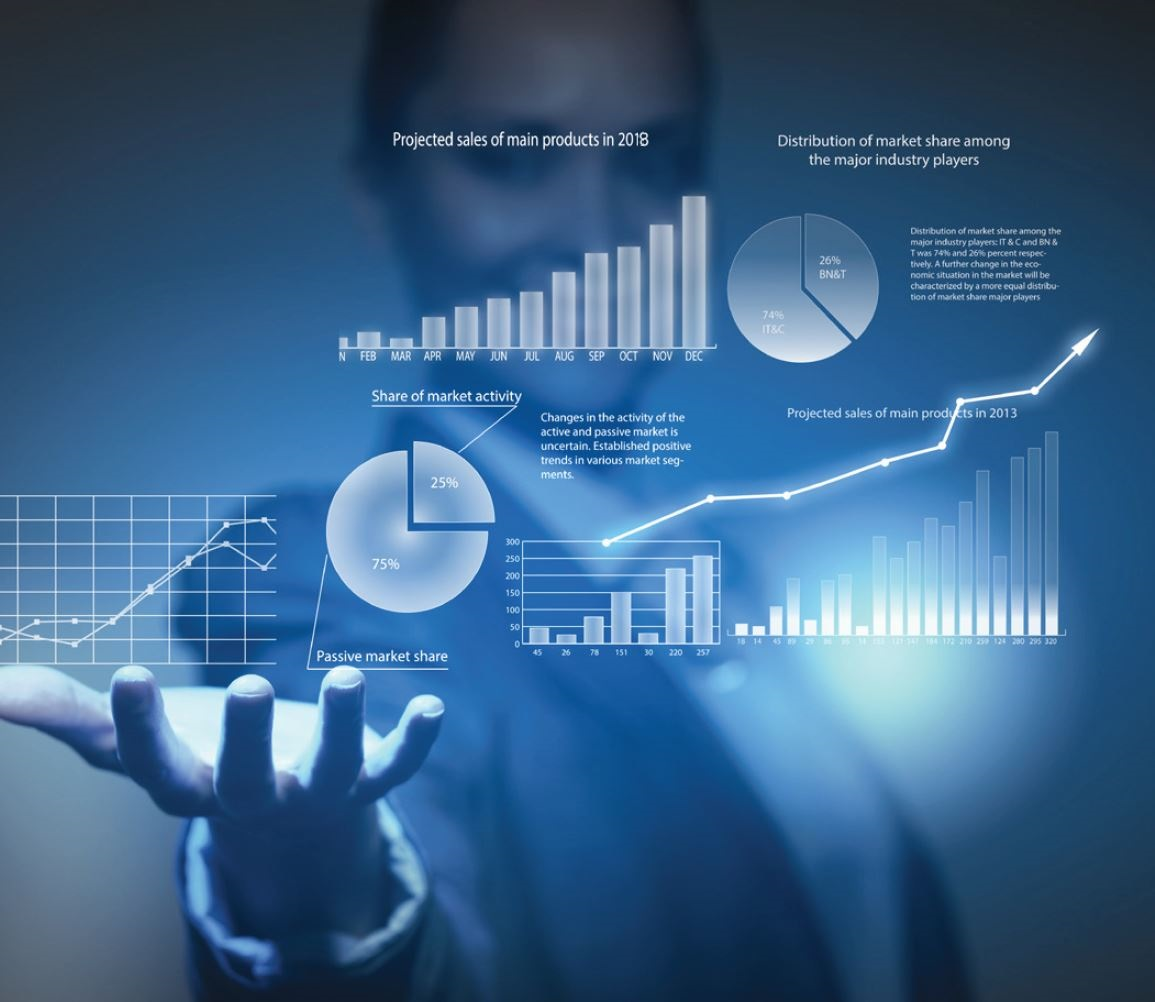 Projected sales of main products in 2018
Distribution of market share among
the major industry players
26%
BN&T
74%
IT&C
Distribution of market share among the
major industry players: IT & C and BN &
T was 74% and 26% percent respec-
tively. A further change in the eco-
nomic situation in the market will be
characterized by a more equal distribu-
tion of market share major players
N FEB MAR APR MAY JUN JUL AUG SEP OCT NOV DEC
Share of market activity
25%
75%
Passive market share
Changes in the activity of the
active and passive market is
uncertain. Established positive
trends in various market seg-
ments.
300
250
200
150
100
50
0
45 26 78 151 30 220 257
Projected sales of main products in 2013
18 14 45 89 29 86 95 14 153 121 147 184 172 210 259 124 280 295 320